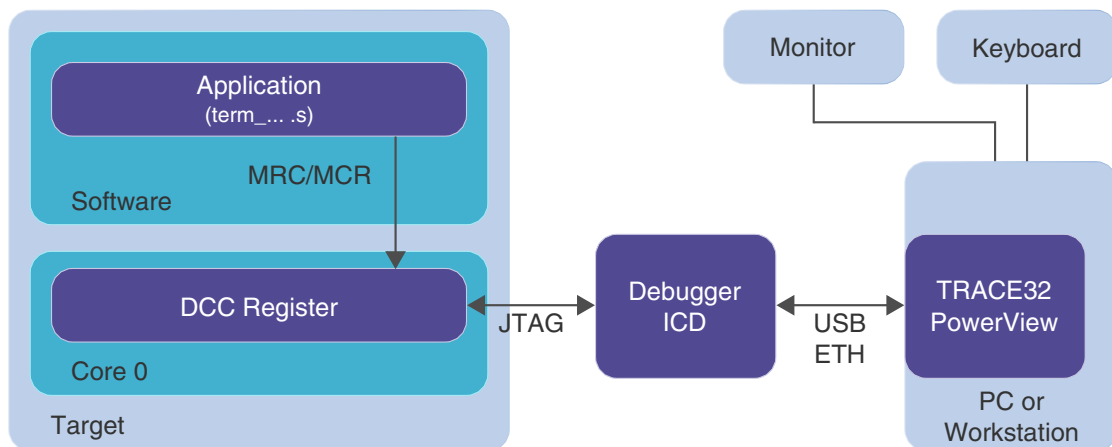 Monitor
Keyboard
Application
(term_... .s)
MRC/MCR
Software
DCC Register
Core 0
Target
JTAG
Debugger
ICD
USB
ETH
TRACE32
PowerView
PC or
Workstation